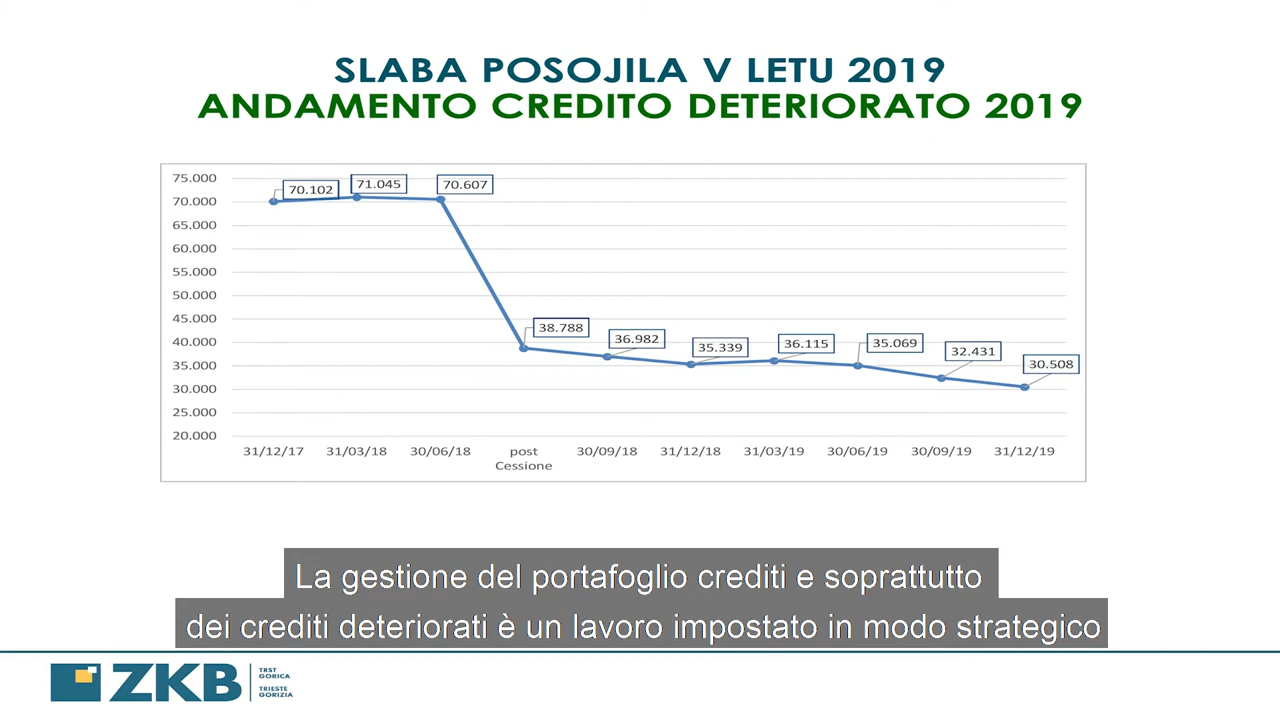 SLABA POSOJILA V LETU 2019
ANDAMENTO CREDITO DETERIORATO 2019
75.000
70.000
65.000
60.000
55.000
50.000
45.000
40.000
35.000
30.000
25.000
20.000
70.102
71.045
70.607
38.788
36.982
35.339
36.115
35.069
32.431
30.508
31/12/17
31/03/18
30/06/18
post
Cessione
30/09/18
31/12/18
31/03/19
30/06/19
30/09/19
31/12/19
La gestione del portafoglio crediti e soprattutto
dei crediti deteriorati è un lavoro impostato in modo strategico
ZKB
TRST
GORICA
TRIESTE
GORIZIA